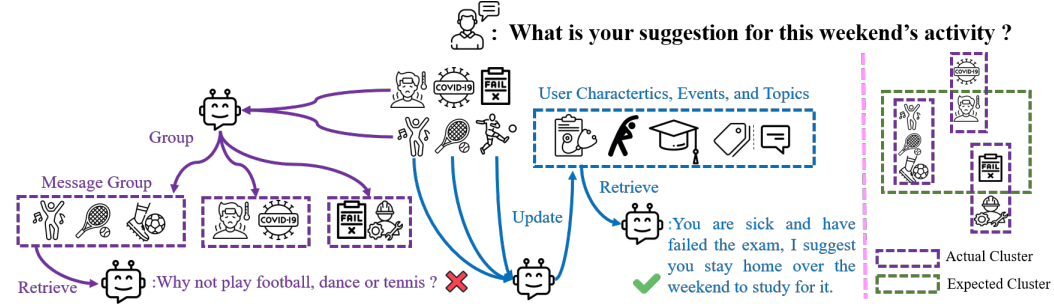 : What is your suggestion for this weekend's activity ?
COVID-19
FAIL
X
User Charactertics, Events, and Topics
Group
Message Group
COVID-19
FAIL
X
Retrieve
:Why not play football, dance or tennis ?
Update
Retrieve
:You are sick and have
failed the exam, I suggest
you stay home over the
weekend to study for it.
COVID-19
FAIL
X
Actual Cluster
Expected Cluster